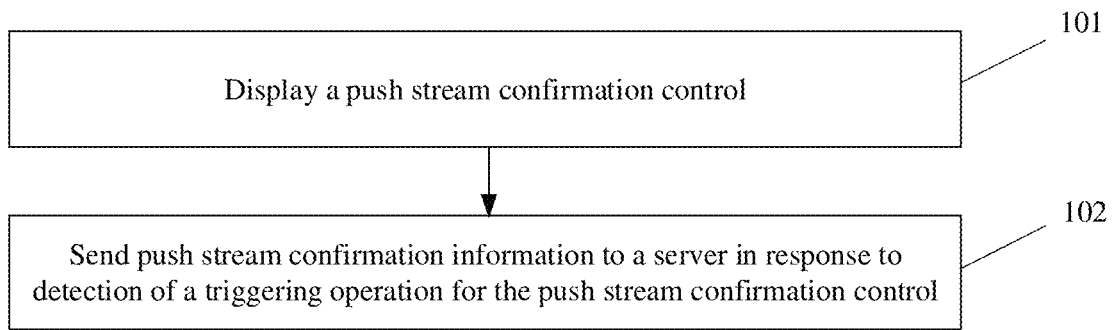 101
Display a push stream confirmation control
102
Send push stream confirmation information to a server in response to
detection of a triggering operation for the push stream confirmation control